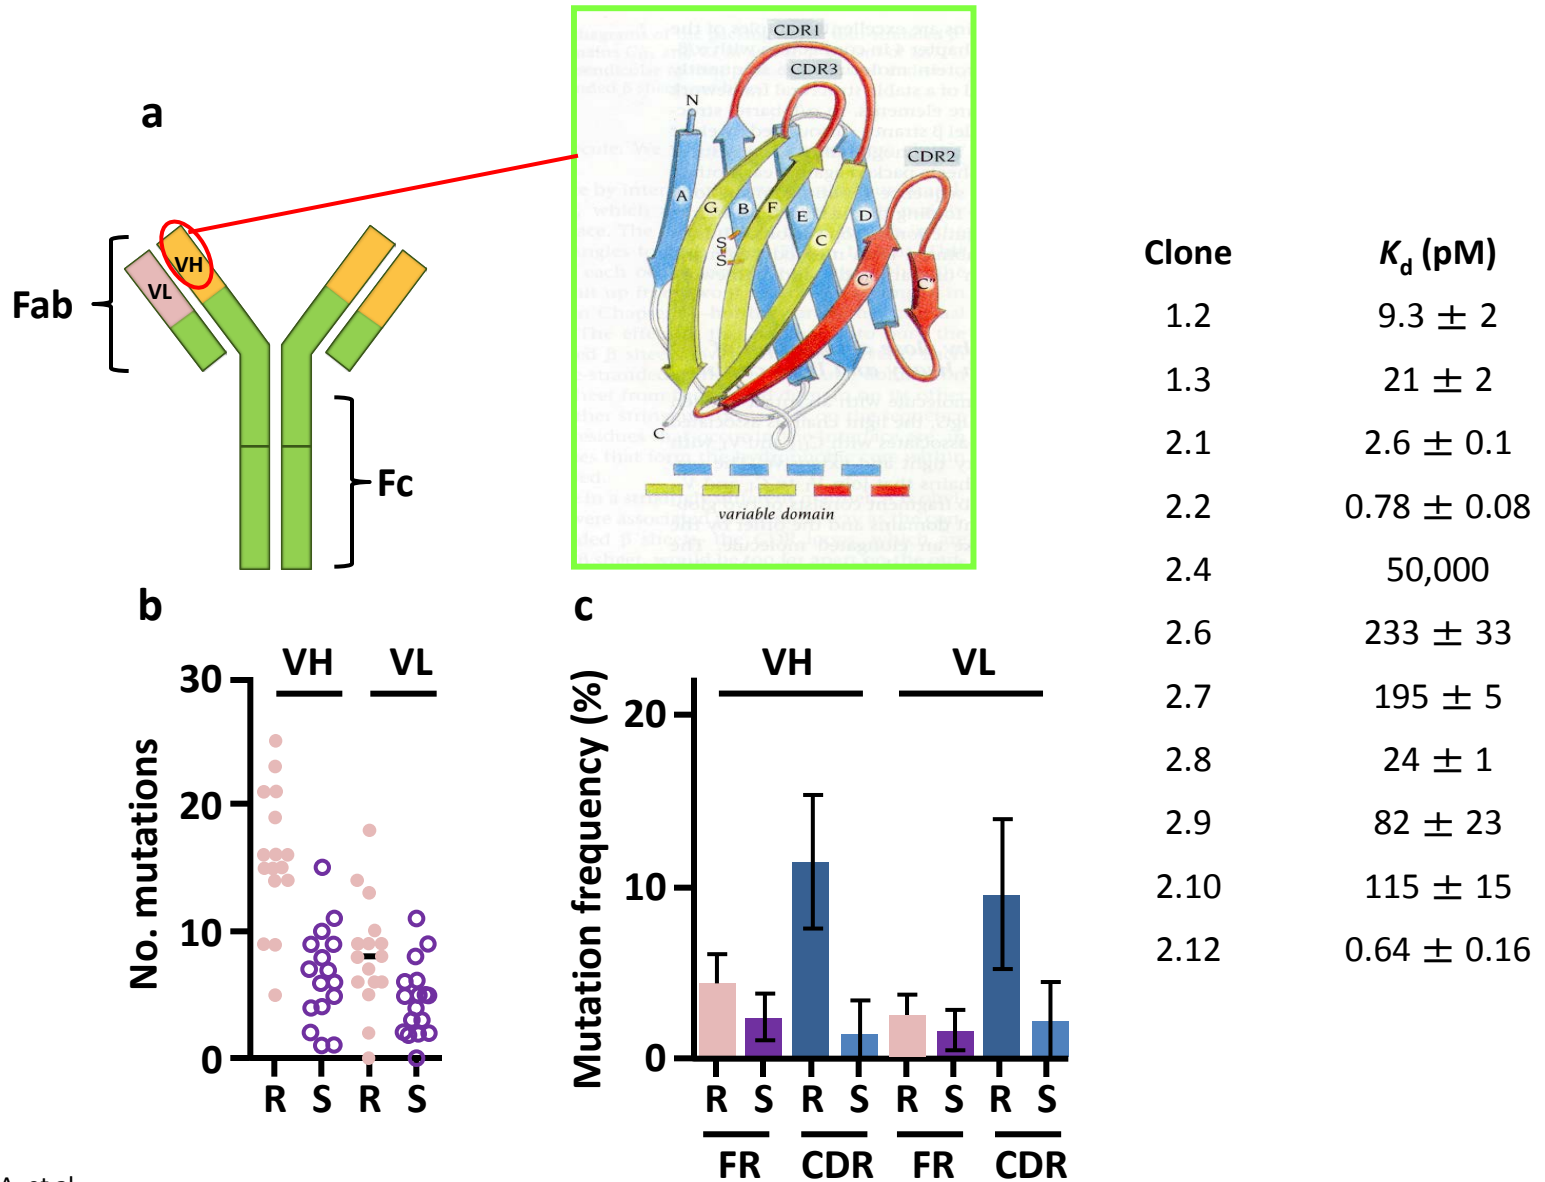 a
Fab
VH
VL
Fc
CDR1
CDR3
CDR2
N
A
G
B
F
E
D
C
C'
C"
S
S
C
variable domain
Clone Kd (pM)
1.2 9.3 ± 2
1.3 21 ± 2
2.1 2.6 ± 0.1
2.2 0.78 ± 0.08
2.4 50,000
2.6 233 ± 33
2.7 195 ± 5
2.8 24 ± 1
2.9 82 ± 23
2.10 115 ± 15
2.12 0.64 ± 0.16
b
VH VL
No. mutations
30
20
10
0
R S R S
c
VH VL
Mutation frequency (%)
20
10
0
R S R S R S R S
FR CDR FR CDR